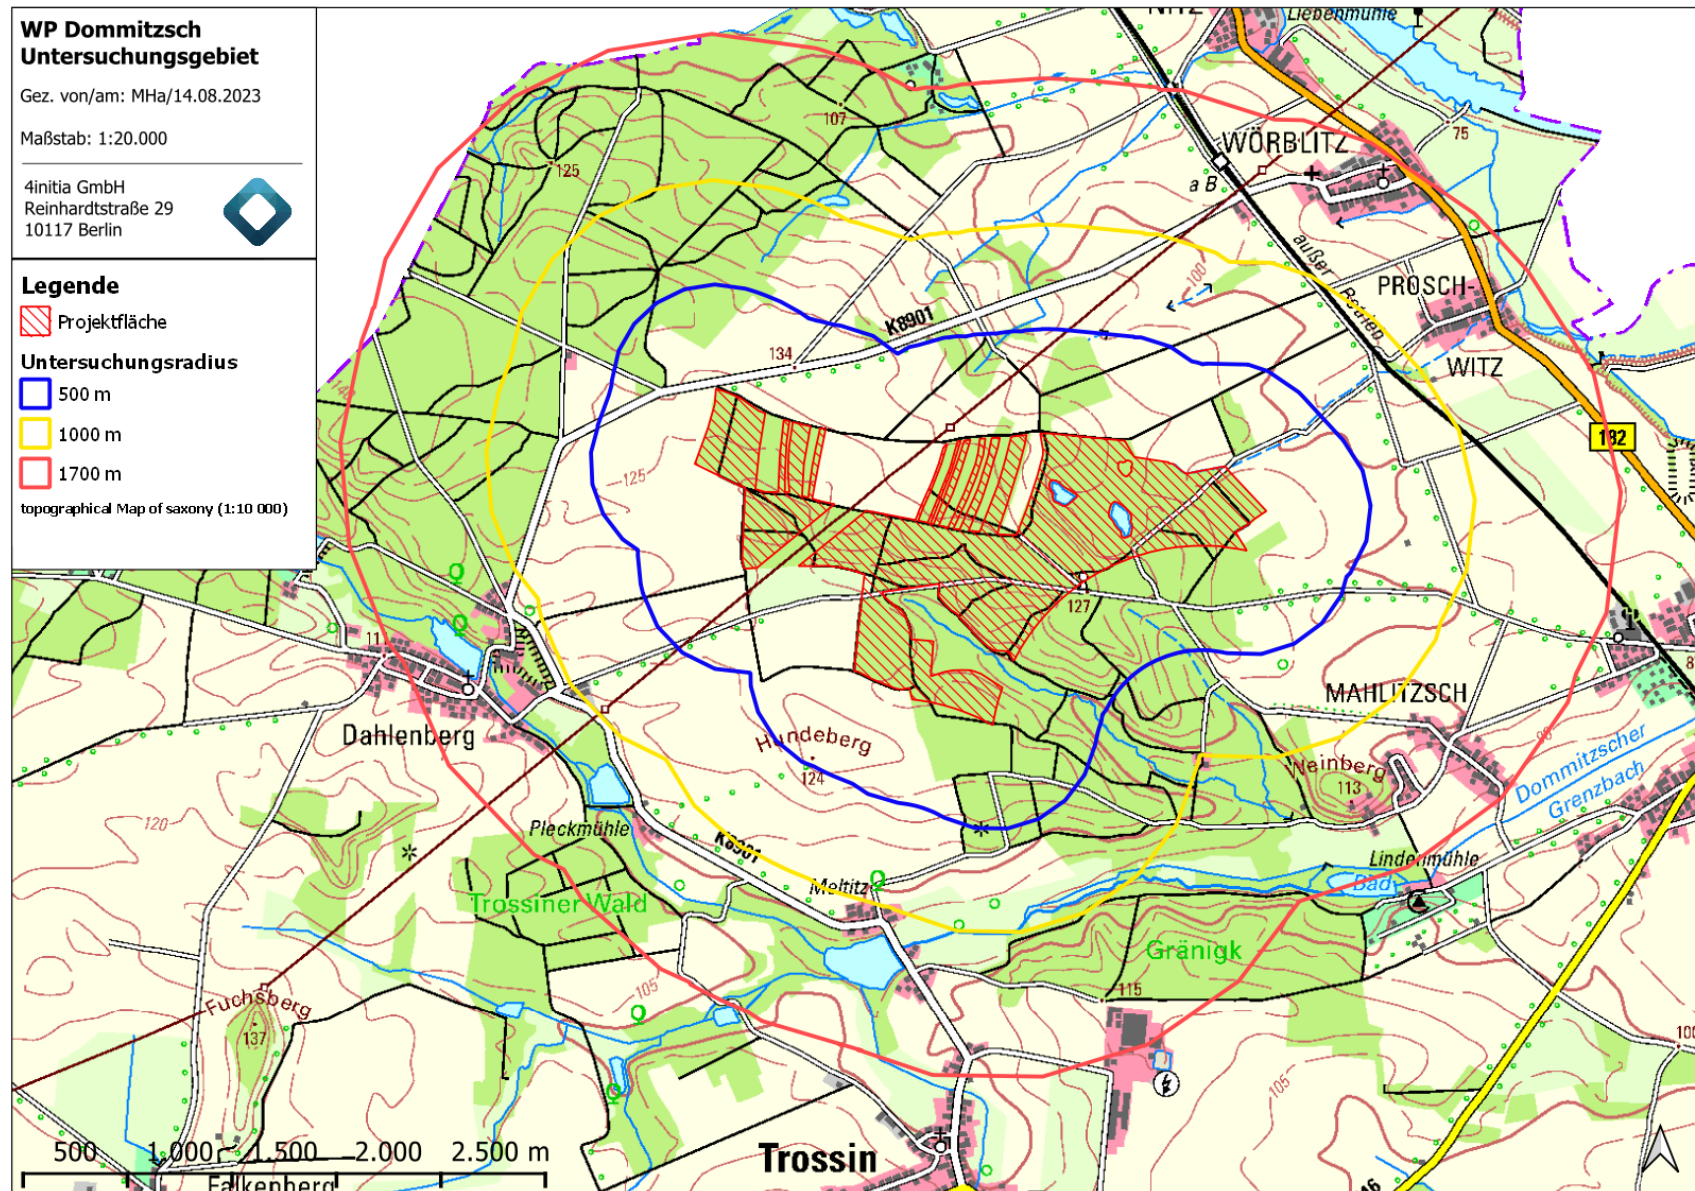 WP Dommitzsch
Untersuchungsgebiet
Gez. von/am: MHa/14.08.2023
Maßstab: 1:20.000
4initia GmbH
Reinhardtstraße 29
10117 Berlin
Legende
Projektfläche
Untersuchungsradius
500 m
1000 m
1700 m
topographical Map of saxony (1:10 000)
Liebenmühle
107
125
75
WÖRBLITZ
a B
außer Betrieb
100
PROSCH-
WITZ
K8901
134
125
140
182
127
111
Dahlenberg
MAHLITZSCH
Hundeberg
124
Weinberg
113
Dommitzscher
Grenzbach
120
Pleckmühle
K8901
Meltitz
Lindenmühle
Bad
Trossiner Wald
Gränigk
105
115
Fuchsberg
137
105
Trossin
500 1.000 1.500 2.000 2.500 m
Falkenberg